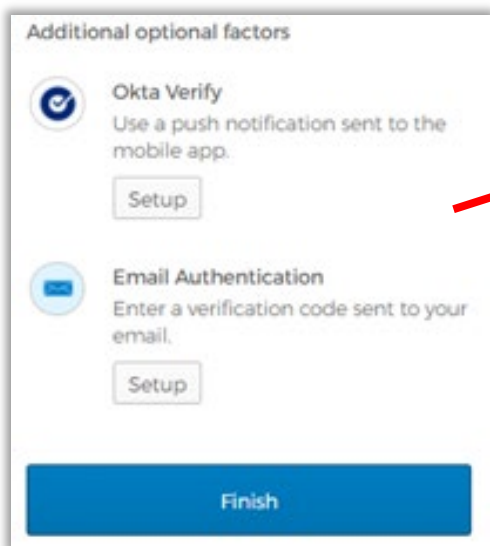 Additional optional factors
Okta Verify
Use a push notification sent to the
mobile app.
Setup
Email Authentication
Enter a verification code sent to your
email.
Setup
Finish